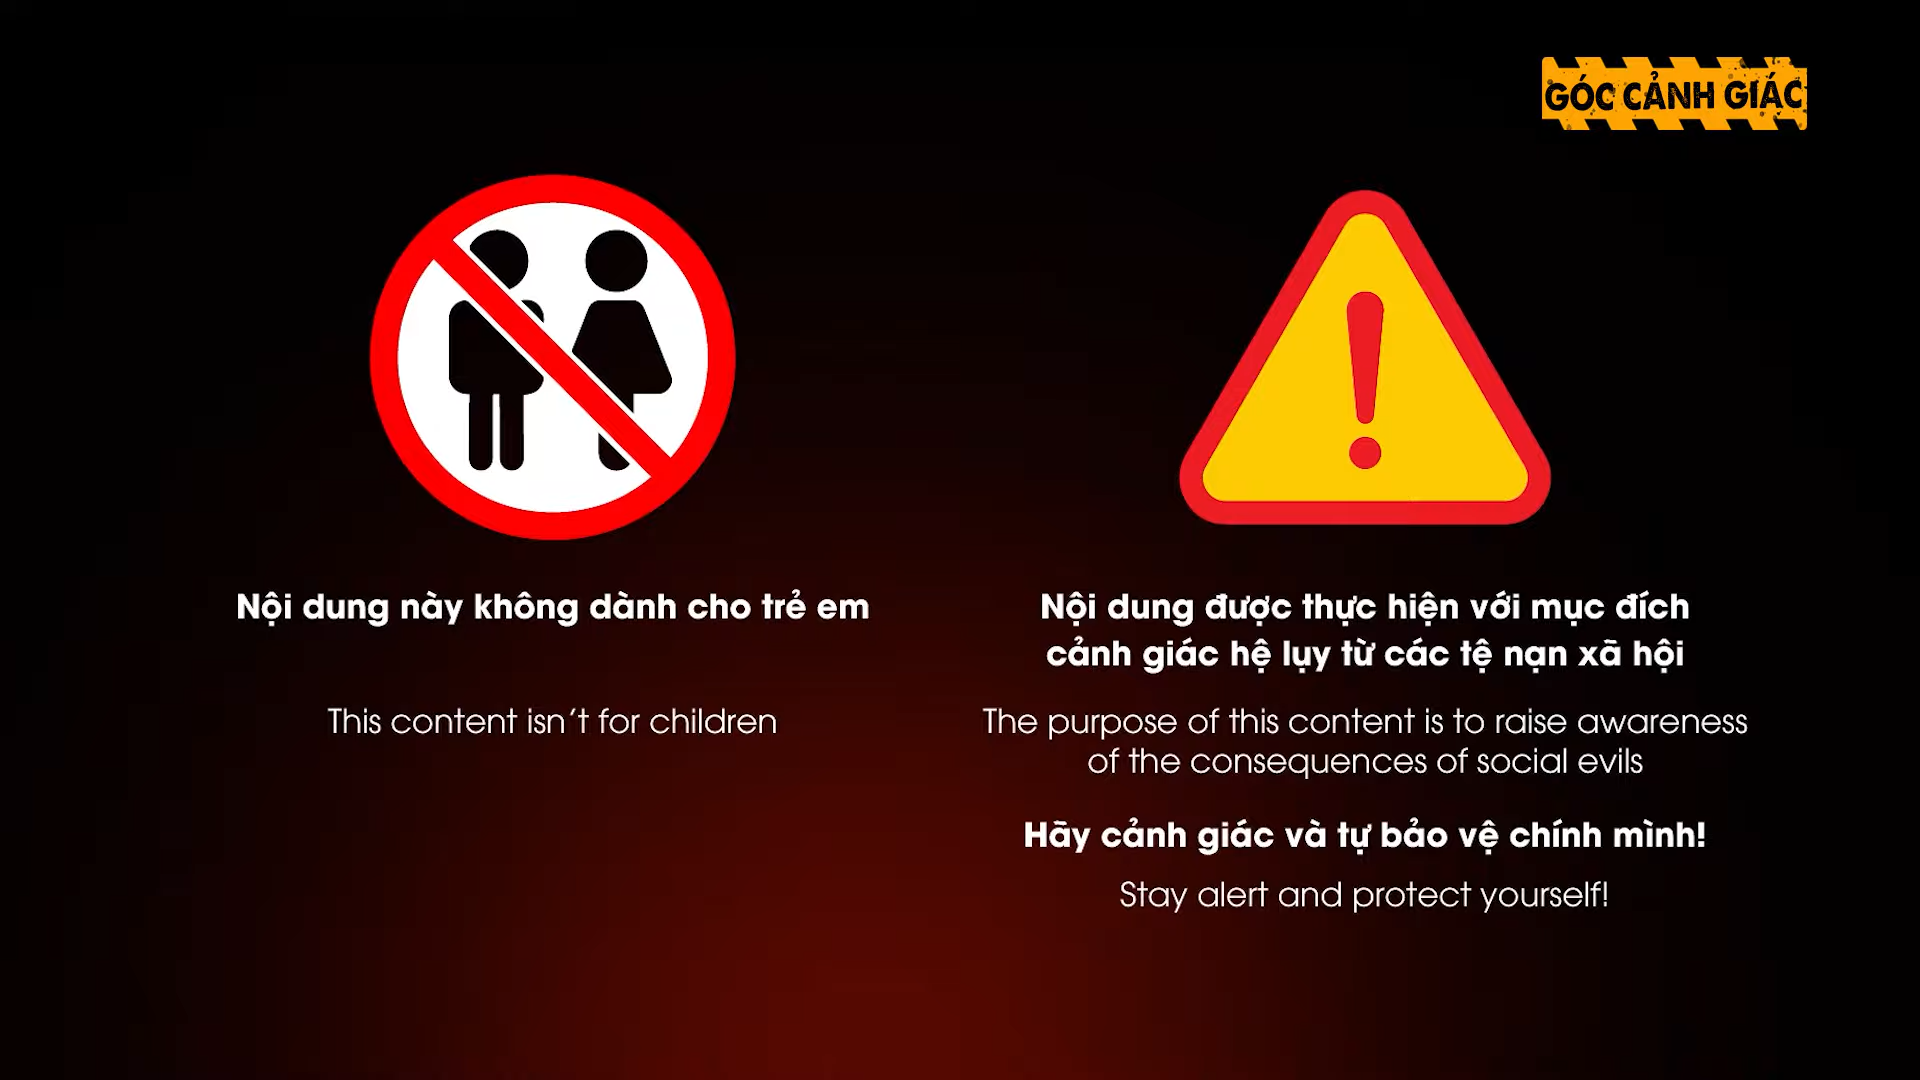 GÓC CẢNH GIÁC
Nội dung này không dành cho trẻ em
This content isn't for children
Nội dung được thực hiện với mục đích
cảnh giác hệ lụy từ các tệ nạn xã hội
The purpose of this content is to raise awareness
of the consequences of social evils
Hãy cảnh giác và tự bảo vệ chính mình!
Stay alert and protect yourself!